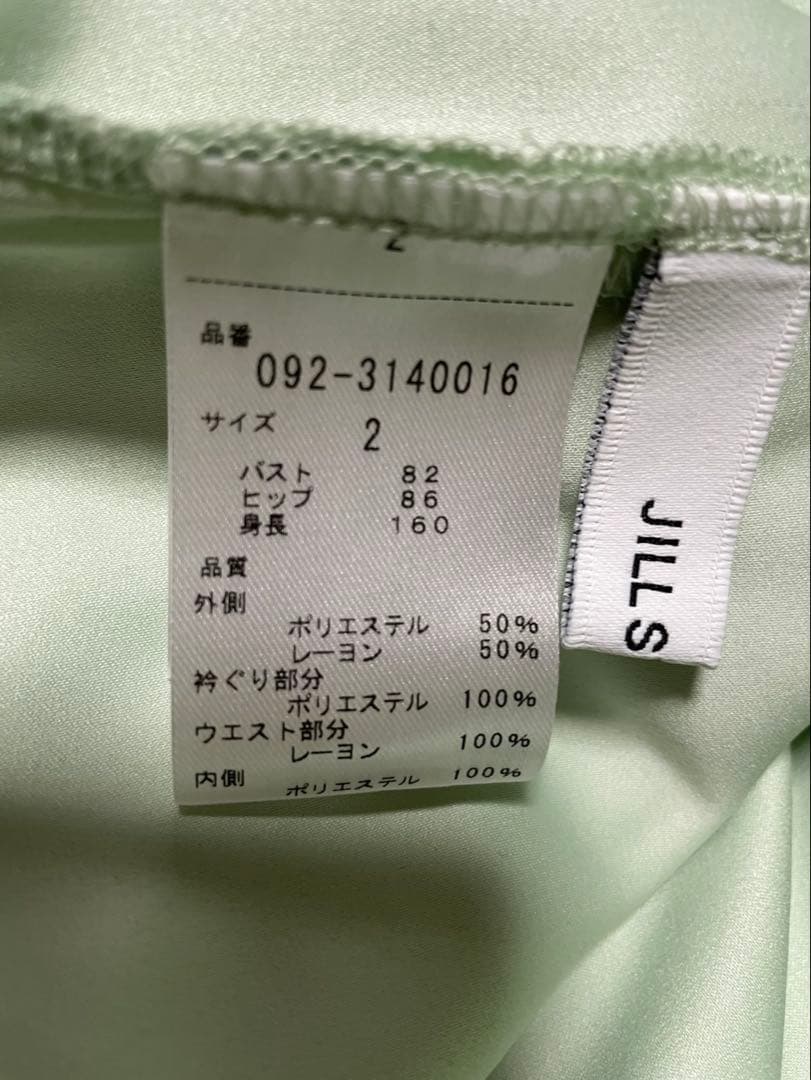 2
品番
092-3140016
サイズ 2
バスト 82
ヒップ 86
身長 160
品質
外側
ポリエステル 50%
レーヨン 50%
衿ぐり部分
ポリエステル 100%
ウエスト部分
レーヨン 100%
内側
ポリエステル 100%
JILL S